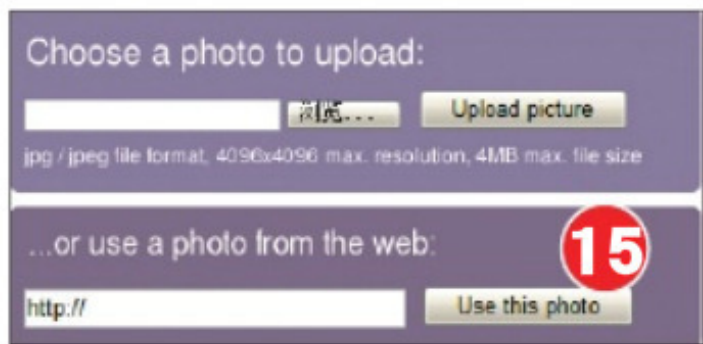 Choose a photo to upload:
浏览... Upload picture
jpg / jpeg file format, 4096x4096 max. resolution, 4MB max. file size
...or use a photo from the web:
15
http:// Use this photo